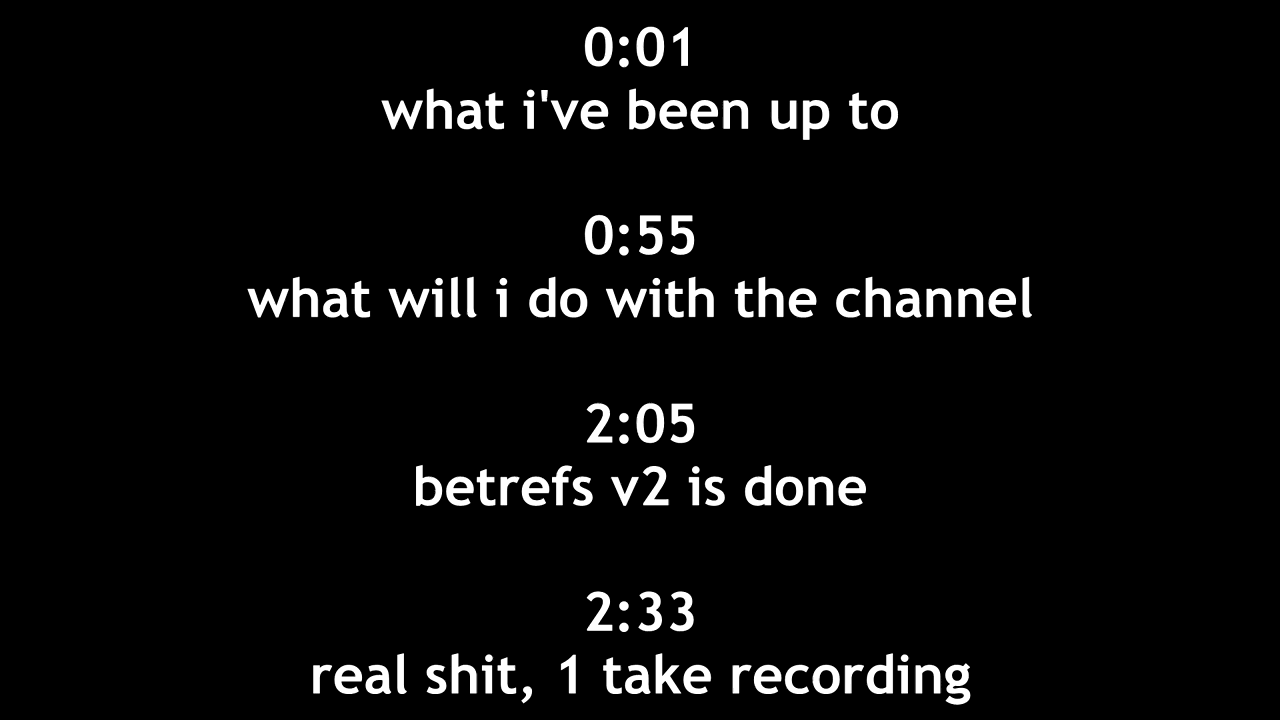 0:01
what i've been up to
0:55
what will i do with the channel
2:05
betrefs v2 is done
2:33
real shit, 1 take recording